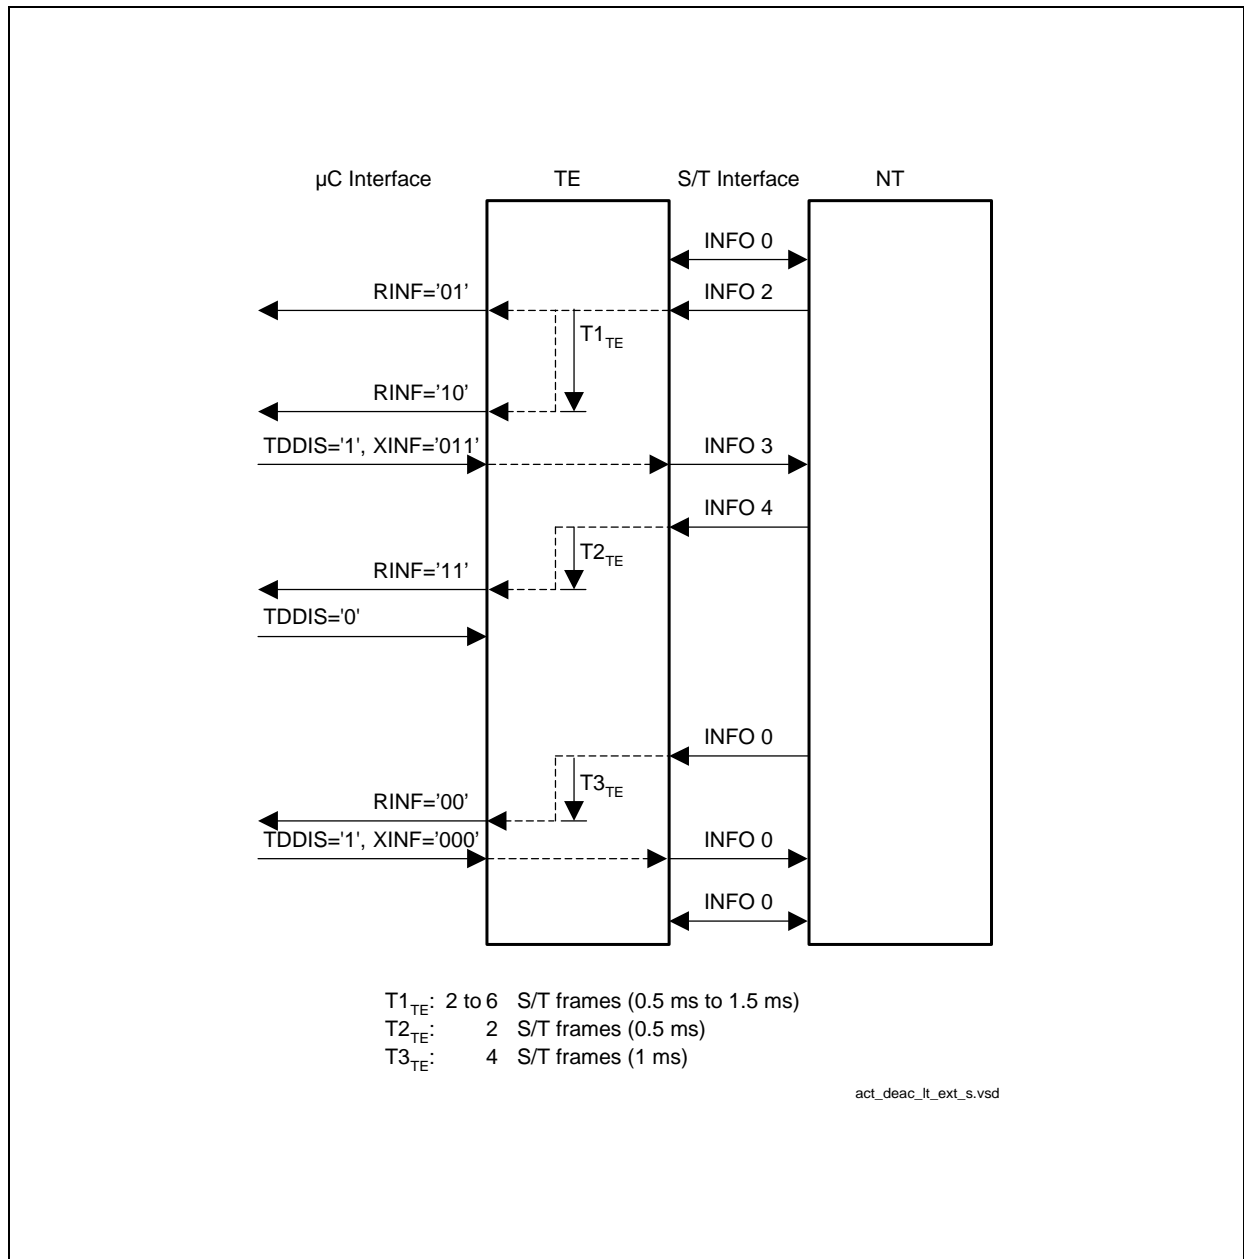 µC Interface TE S/T Interface NT
INFO 0
RINF='01' INFO 2
T1TE
RINF='10'
TDDIS='1', XINF='011' INFO 3
INFO 4
T2TE
RINF='11'
TDDIS='0'
INFO 0
T3TE
RINF='00'
TDDIS='1', XINF='000' INFO 0
INFO 0
T1TE: 2 to 6 S/T frames (0.5 ms to 1.5 ms)
T2TE: 2 S/T frames (0.5 ms)
T3TE: 4 S/T frames (1 ms)
act_deac_lt_ext_s.vsd